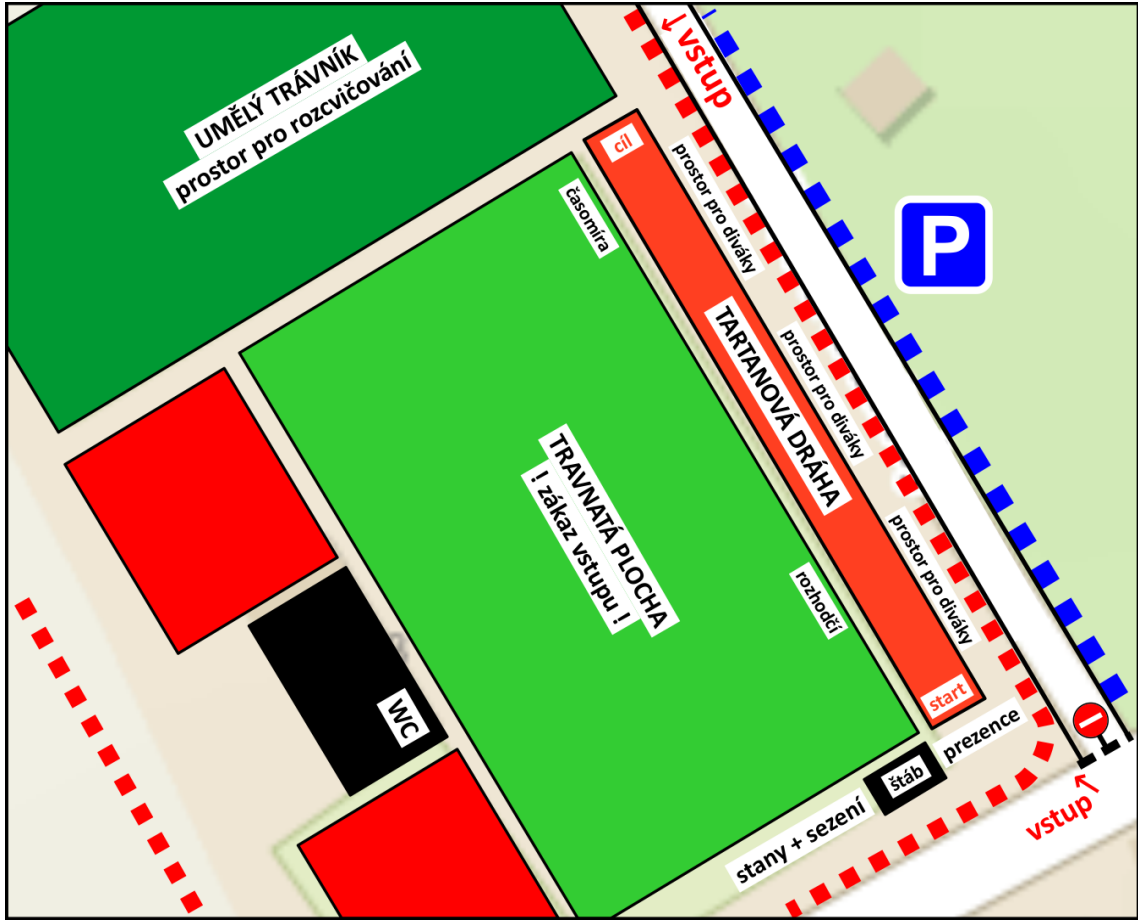 vstup
UMĚLÝ TRÁVNÍK
prostor pro rozcvičování
cíl
prostor pro diváky
časomíra
P
TARTANOVÁ DRÁHA
prostor pro diváky
TRAVNATÁ PLOCHA
! zákaz vstupu !
prostor pro diváky
rozhodčí
WC
start
prezence
štáb
stany + sezení
vstup